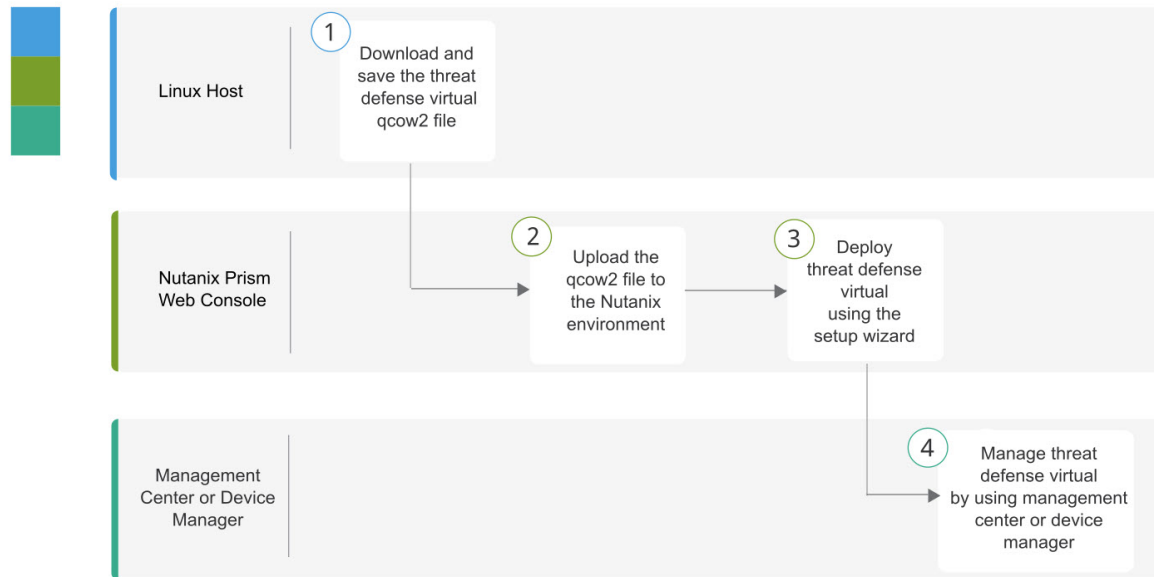 Linux Host
1
Download and
save the threat
defense virtual
qcow2 file
Nutanix Prism
Web Console
2
Upload the
qcow2 file to
the Nutanix
environment
3
Deploy
threat defense
virtual
using the
setup wizard
Management
Center or Device
Manager
4
Manage threat
defense virtual
by using management
center or device
manager